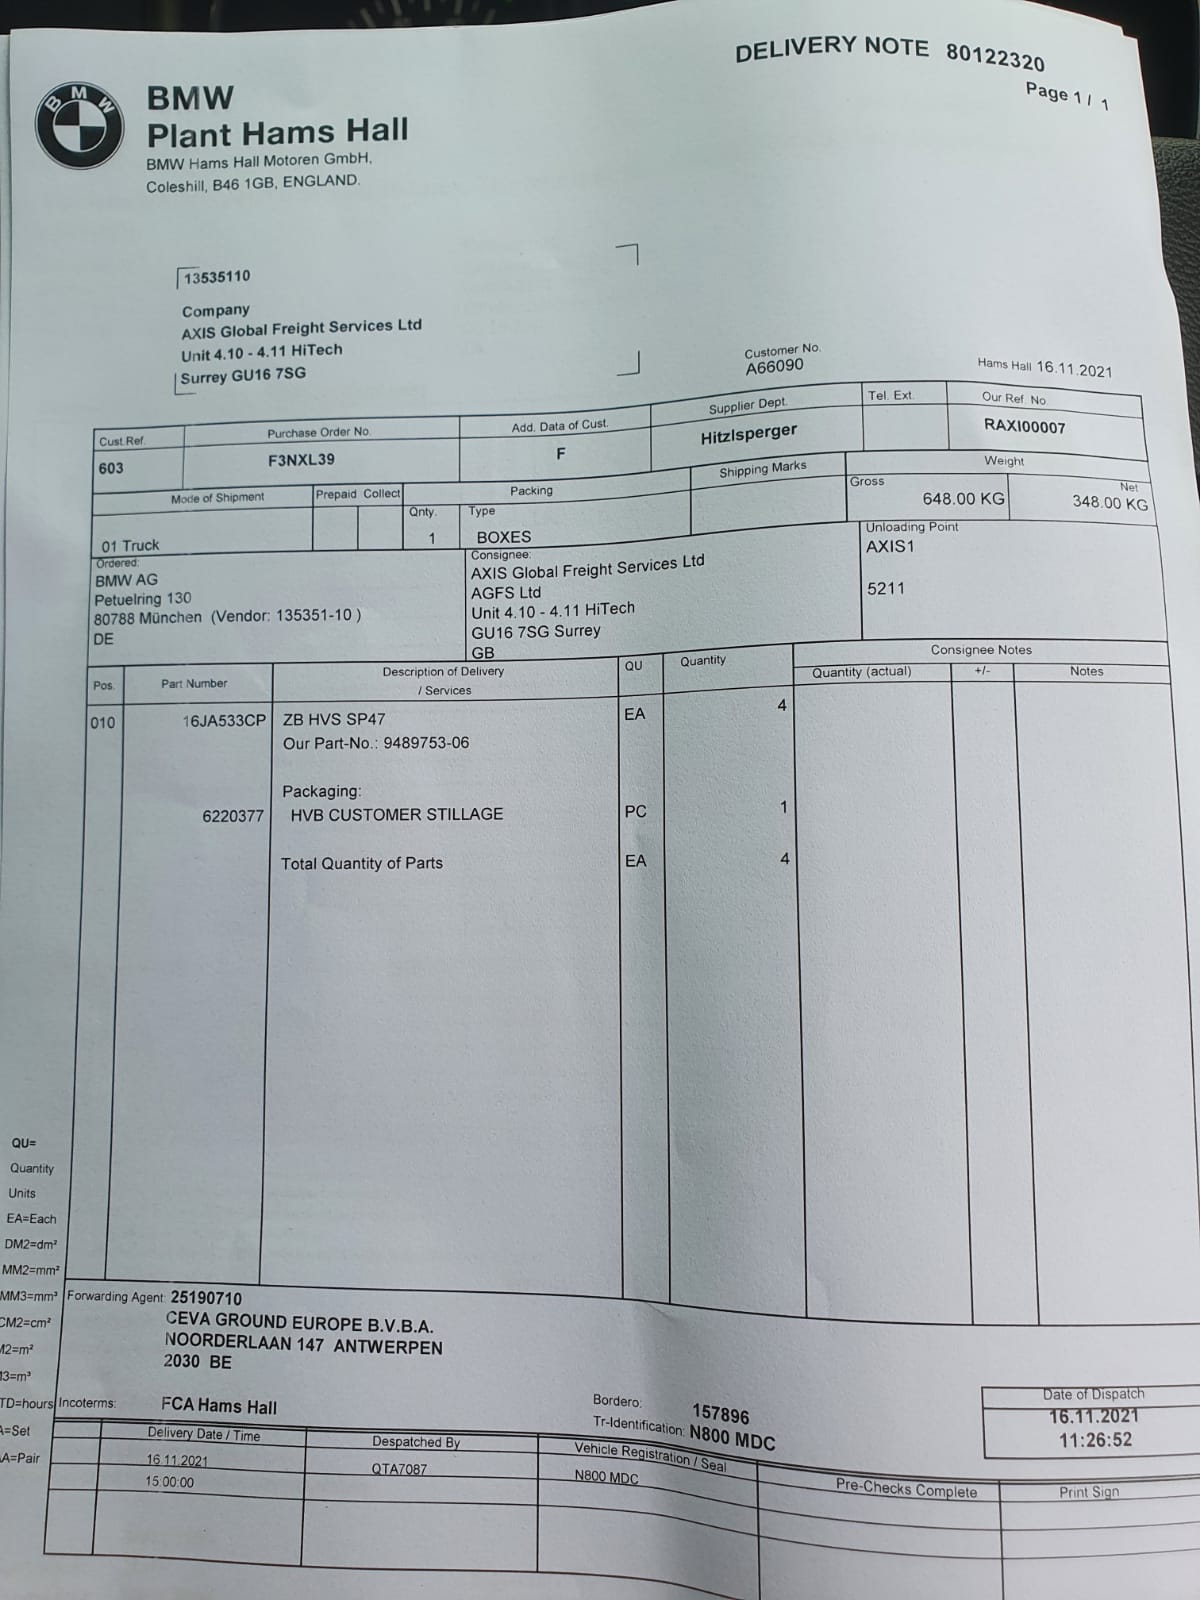 DELIVERY NOTE 80122320
Page 1 / 1
BMW
BMW
Plant Hams Hall
BMW Hams Hall Motoren GmbH,
Coleshill, B46 1GB, ENGLAND.
13535110
Company
AXIS Global Freight Services Ltd
Unit 4.10 - 4.11 HiTech
Surrey GU16 7SG
Customer No.
A66090
Hams Hall 16.11.2021
Cust.Ref. Purchase Order No. Add. Data of Cust. Supplier Dept. Tel. Ext. Our Ref. No.
603 F3NXL39 F Hitzlsperger RAXI00007
Mode of Shipment Prepaid Collect Packing Shipping Marks Weight
Qnty. Type Gross Net
01 Truck 1 BOXES 648.00 KG 348.00 KG
Ordered:
BMW AG
Petuelring 130
80788 München (Vendor: 135351-10 )
DE
Consignee:
AXIS Global Freight Services Ltd
AGFS Ltd
Unit 4.10 - 4.11 HiTech
GU16 7SG Surrey
GB
Unloading Point
AXIS1
5211
Pos. Part Number Description of Delivery / Services QU Quantity Consignee Notes
Quantity (actual) +/- Notes
010 16JA533CP ZB HVS SP47 EA 4
Our Part-No.: 9489753-06
Packaging:
6220377 HVB CUSTOMER STILLAGE PC 1
Total Quantity of Parts EA 4
QU=
Quantity
Units
EA=Each
DM2=dm²
MM2=mm²
MM3=mm³
CM2=cm²
M2=m²
M3=m³
TD=hours
A=Set
A=Pair
Forwarding Agent: 25190710
CEVA GROUND EUROPE B.V.B.A.
NOORDERLAAN 147 ANTWERPEN
2030 BE
Incoterms: FCA Hams Hall
Bordero: 157896
Tr-Identification: N800 MDC
Date of Dispatch
16.11.2021
11:26:52
Delivery Date / Time Despatched By Vehicle Registration / Seal Pre-Checks Complete Print Sign
16.11.2021 QTA7087 N800 MDC
15:00:00